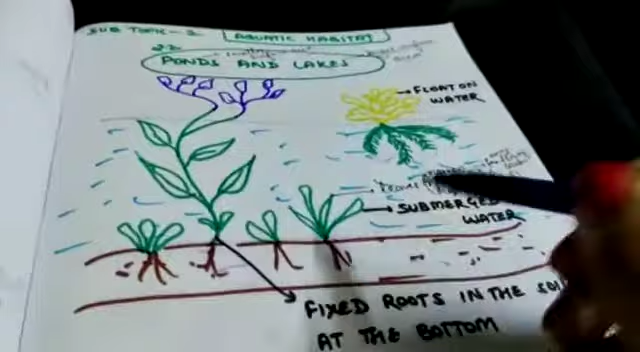 SUB TOPIC-2
AQUATIC HABITAT
PONDS AND LAKES
FLOAT ON
WATER
SUBMERGED
WATER
FIXED ROOTS IN THE
AT THE BOTTOM